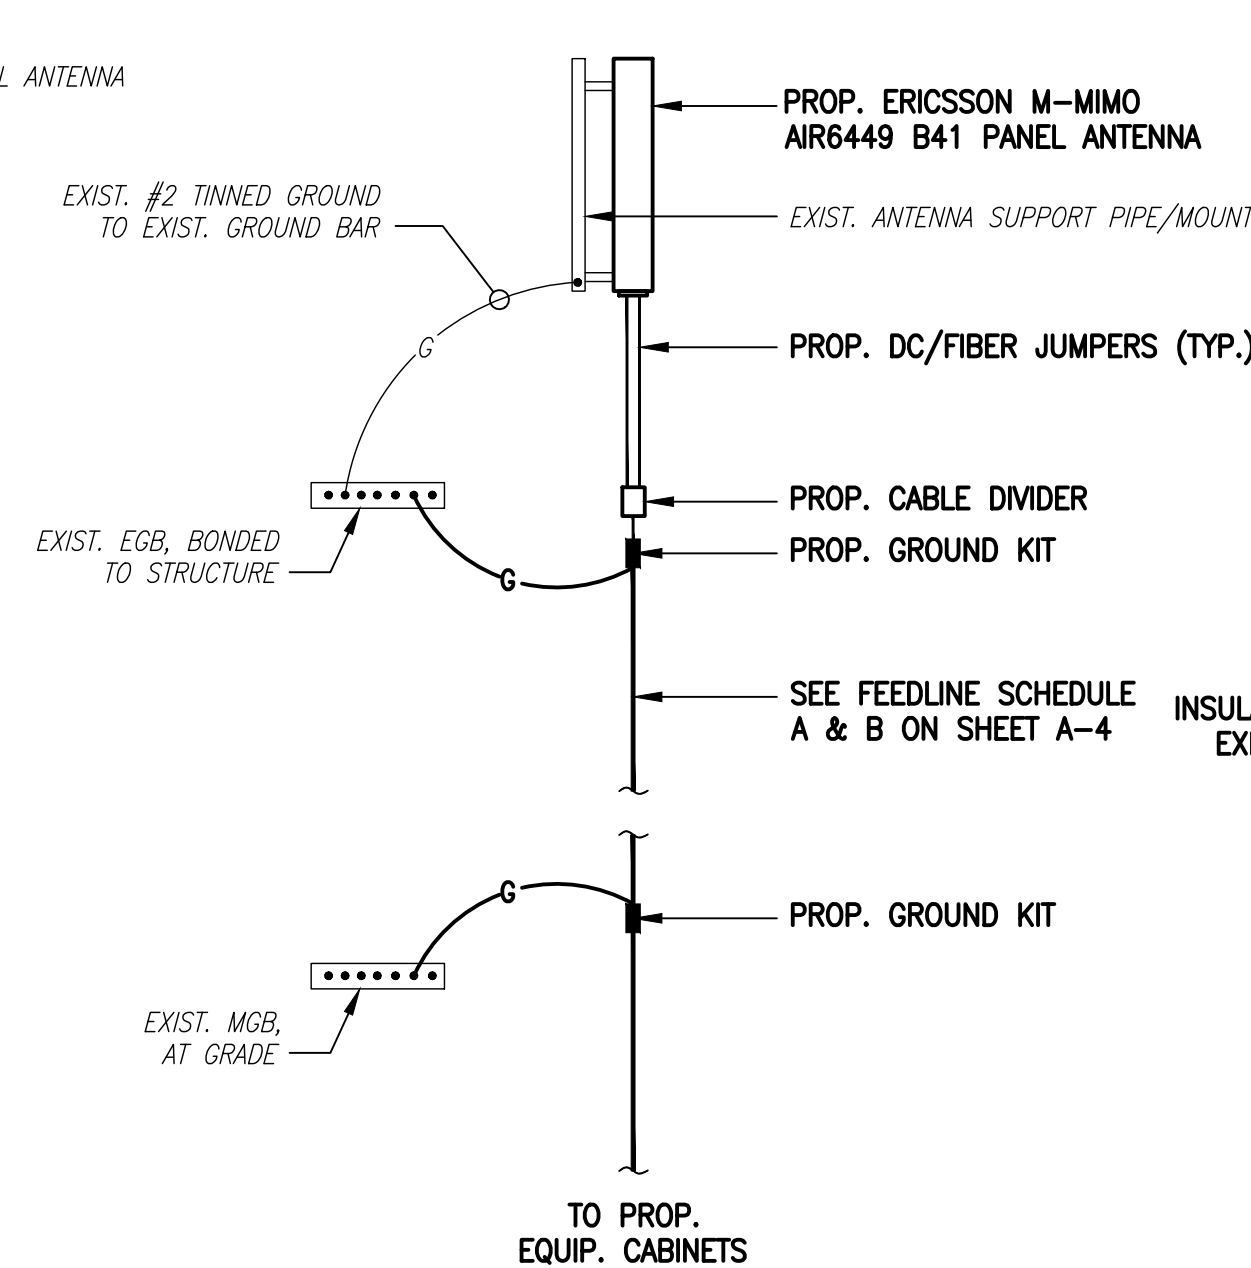 ANTENNA
PROP. ERICSSON M-MIMO
AIR6449 B41 PANEL ANTENNA
EXIST. #2 TINNED GROUND
TO EXIST. GROUND BAR
EXIST. ANTENNA SUPPORT PIPE/MOUNT
G
PROP. DC/FIBER JUMPERS (TYP.)
PROP. CABLE DIVIDER
EXIST. EGB, BONDED
TO STRUCTURE
PROP. GROUND KIT
G
SEE FEEDLINE SCHEDULE
A & B ON SHEET A-4
G
PROP. GROUND KIT
EXIST. MGB,
AT GRADE
TO PROP.
EQUIP. CABINETS